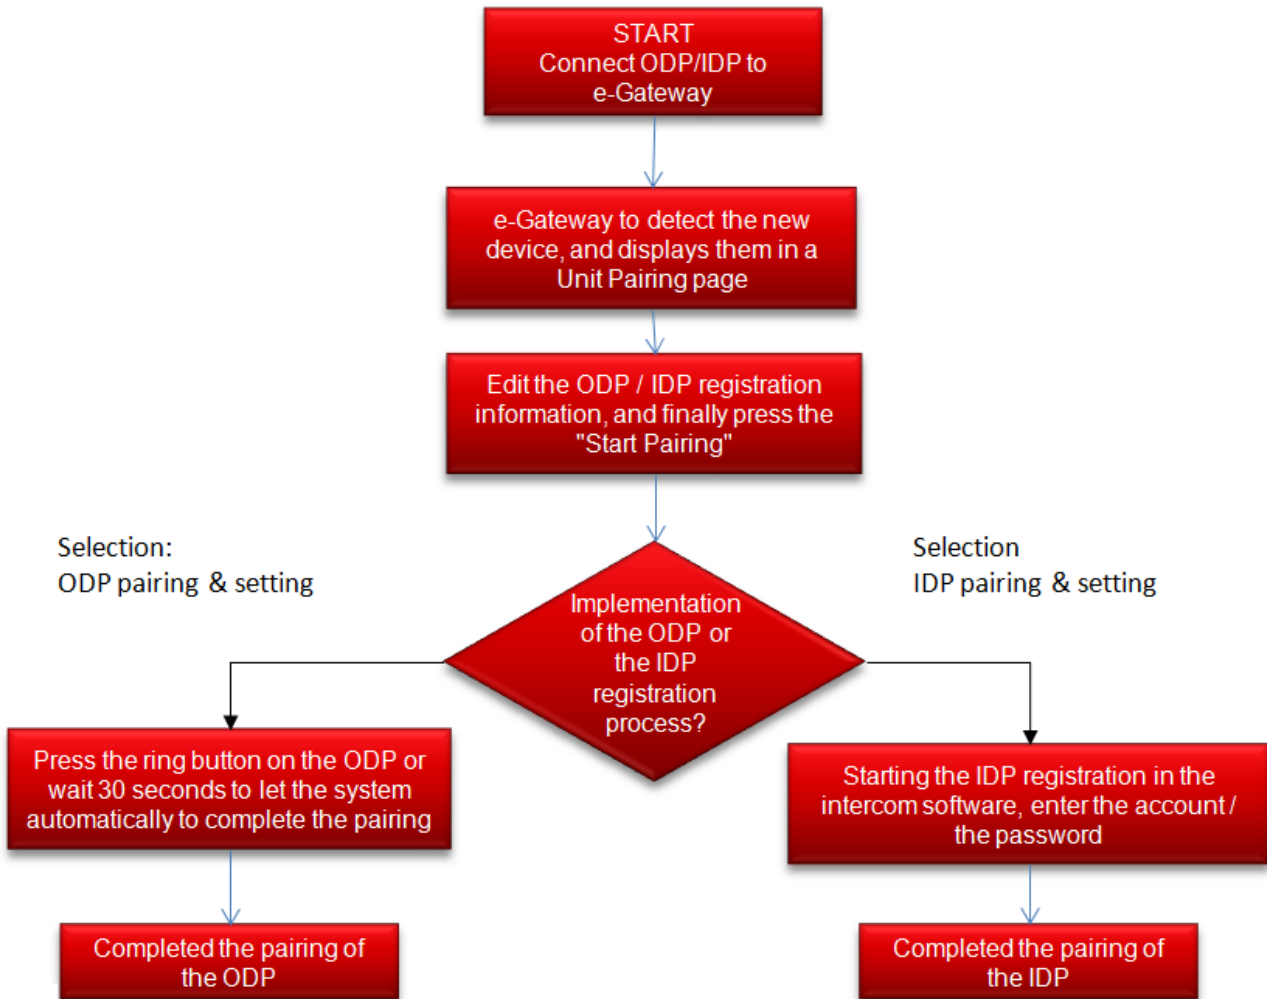 START
Connect ODP/IDP to
e-Gateway
e-Gateway to detect the new
device, and displays them in a
Unit Pairing page
Edit the ODP / IDP registration
information, and finally press the
"Start Pairing"
Selection:
ODP pairing & setting
Selection
IDP pairing & setting
Implementation
of the ODP or
the IDP
registration
process?
Press the ring button on the ODP or
wait 30 seconds to let the system
automatically to complete the pairing
Starting the IDP registration in the
intercom software, enter the account /
the password
Completed the pairing of
the ODP
Completed the pairing of
the IDP